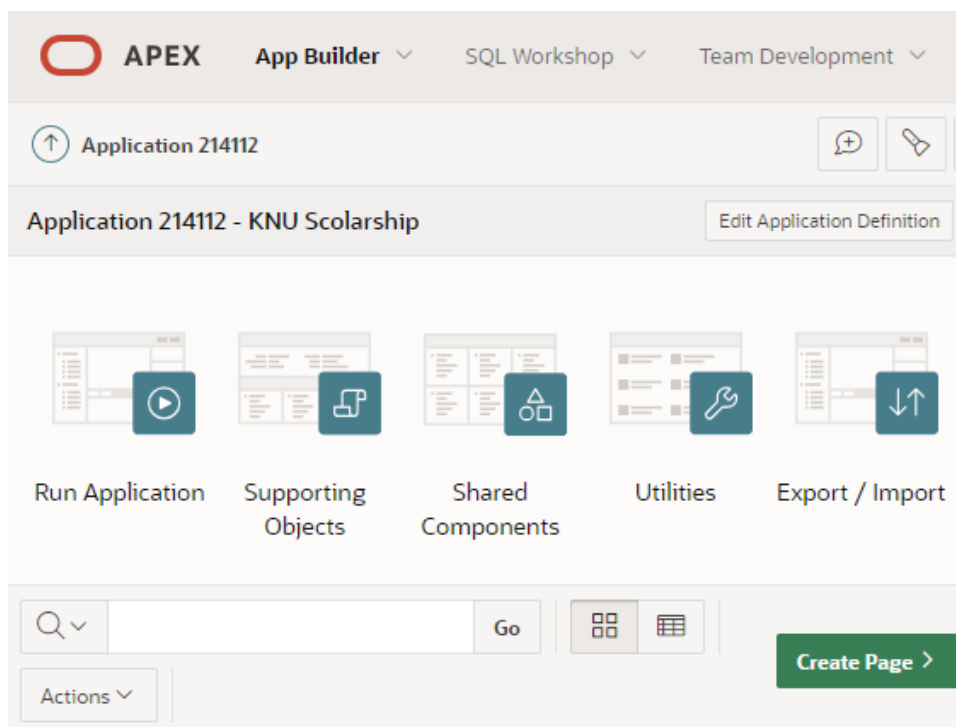 APEX App Builder SQL Workshop Team Development
Application 214112
Application 214112 - KNU Scolarship Edit Application Definition
Run Application Supporting Objects Shared Components Utilities Export / Import
Go
Create Page
Actions